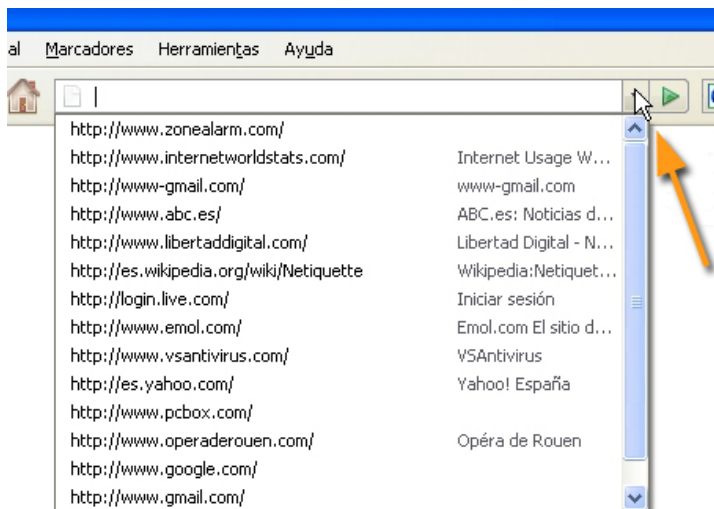 al Marcadores Herramientas Ayuda
http://www.zonealarm.com/
http://www.internetworldstats.com/ Internet Usage W...
http://www-gmail.com/ www-gmail.com
http://www.abc.es/ ABC.es: Noticias d...
http://www.libertaddigital.com/ Libertad Digital - N...
http://es.wikipedia.org/wiki/Netiquette Wikipedia:Netiquet...
http://login.live.com/ Iniciar sesión
http://www.emol.com/ Emol.com El sitio d...
http://www.vsantivirus.com/ VSAntivirus
http://es.yahoo.com/ Yahoo! España
http://www.pcbox.com/
http://www.operaderouen.com/ Opéra de Rouen
http://www.google.com/
http://www.gmail.com/